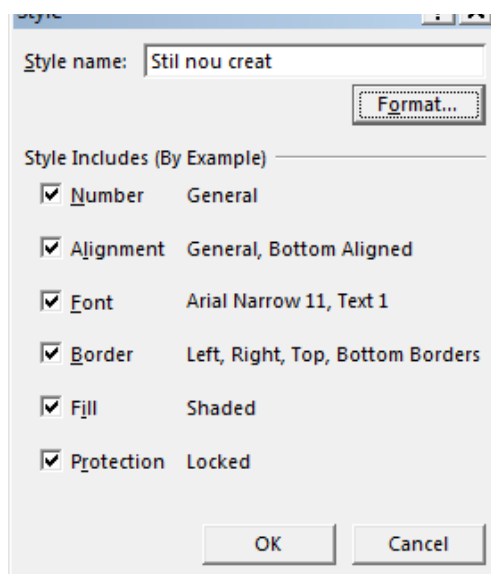 Style
Style name: Stil nou creat
Format...
Style Includes (By Example)
Number General
Alignment General, Bottom Aligned
Font Arial Narrow 11, Text 1
Border Left, Right, Top, Bottom Borders
Fill Shaded
Protection Locked
OK Cancel